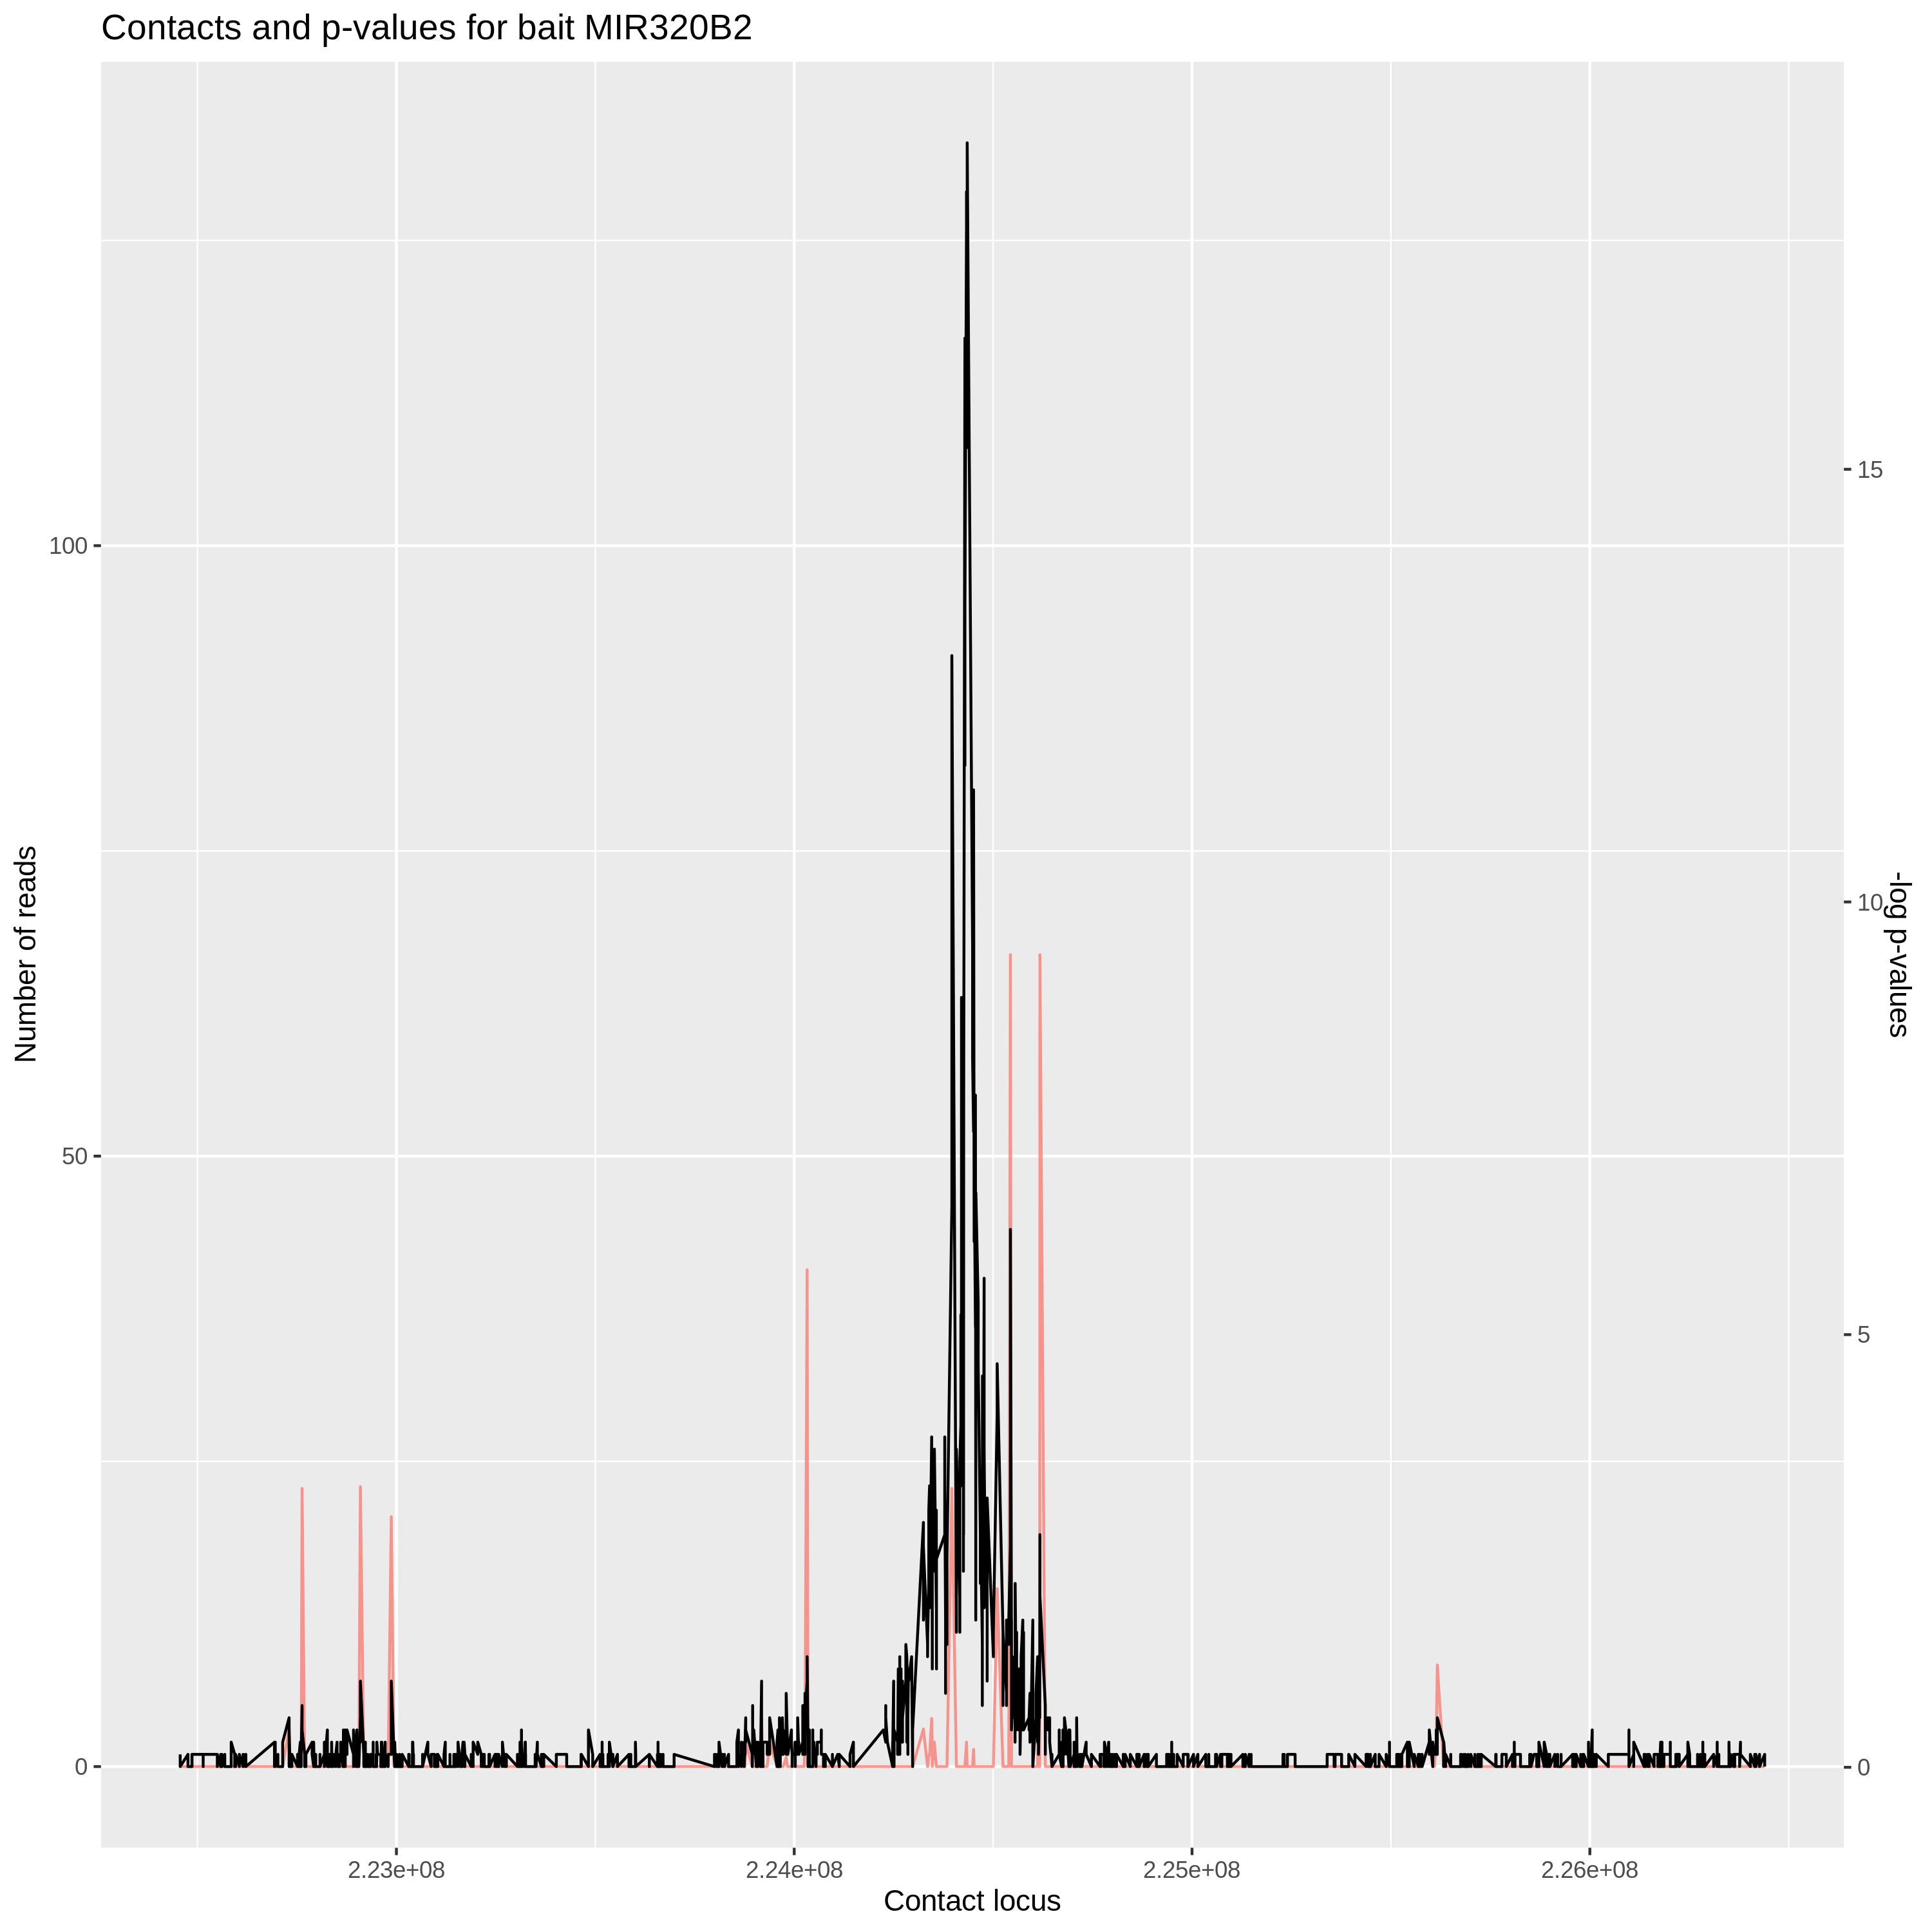 Contacts and p-values for bait MIR320B2
Number of reads
100
50
0
15
10
5
0
-log p-values
2.23e+08
2.24e+08
2.25e+08
2.26e+08
Contact locus